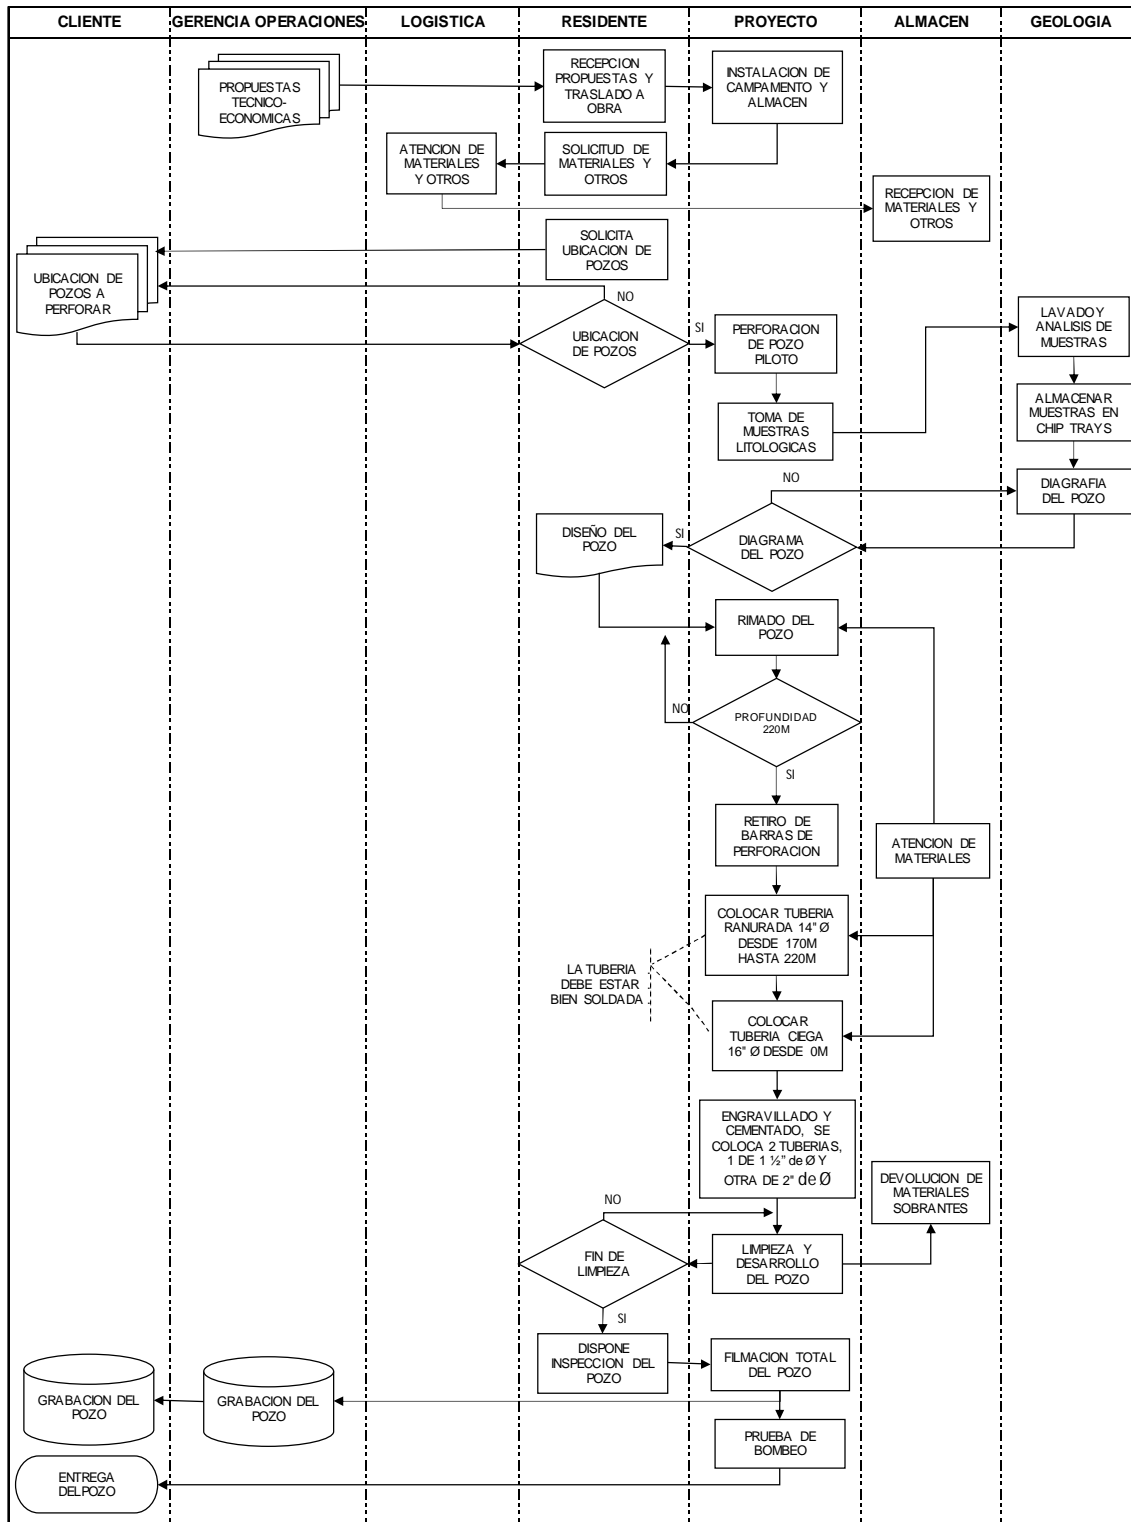 CLIENTE
GERENCIA OPERACIONES
LOGISTICA
RESIDENTE
PROYECTO
ALMACEN
GEOLOGIA
PROPUESTAS
TECNICO-
ECONOMICAS
RECEPCION
PROPUESTAS Y
TRASLADO A
OBRA
INSTALACION DE
CAMPAMENTO Y
ALMACEN
ATENCION DE
MATERIALES
Y OTROS
SOLICITUD DE
MATERIALES Y
OTROS
RECEPCION DE
MATERIALES Y
OTROS
SOLICITA
UBICACION DE
POZOS
UBICACION DE
POZOS A
PERFORAR
NO
UBICACION
DE POZOS
SI
PERFORACION
DE POZO
PILOTO
LAVADO Y
ANALISIS DE
MUESTRAS
TOMA DE
MUESTRAS
LITOLOGICAS
ALMACENAR
MUESTRAS EN
CHIP TRAYS
NO
DIAGRAFIA
DEL POZO
DISEÑO DEL
POZO
SI
DIAGRAMA
DEL POZO
RIMADO DEL
POZO
NO
PROFUNDIDAD
220M
SI
RETIRO DE
BARRAS DE
PERFORACION
ATENCION DE
MATERIALES
COLOCAR TUBERIA
RANURADA 14" Ø
DESDE 170M
HASTA 220M
LA TUBERIA
DEBE ESTAR
BIEN SOLDADA
COLOCAR
TUBERIA CIEGA
16" Ø DESDE 0M
ENGRAVILLADO Y
CEMENTADO, SE
COLOCA 2 TUBERIAS,
1 DE 1 ½" de Ø Y
OTRA DE 2" de Ø
DEVOLUCION DE
MATERIALES
SOBRANTES
NO
FIN DE
LIMPIEZA
LIMPIEZA Y
DESARROLLO
DEL POZO
SI
DISPONE
INSPECCION DEL
POZO
FILMACION TOTAL
DEL POZO
GRABACION DEL
POZO
GRABACION DEL
POZO
PRUEBA DE
BOMBEO
ENTREGA
DEL POZO